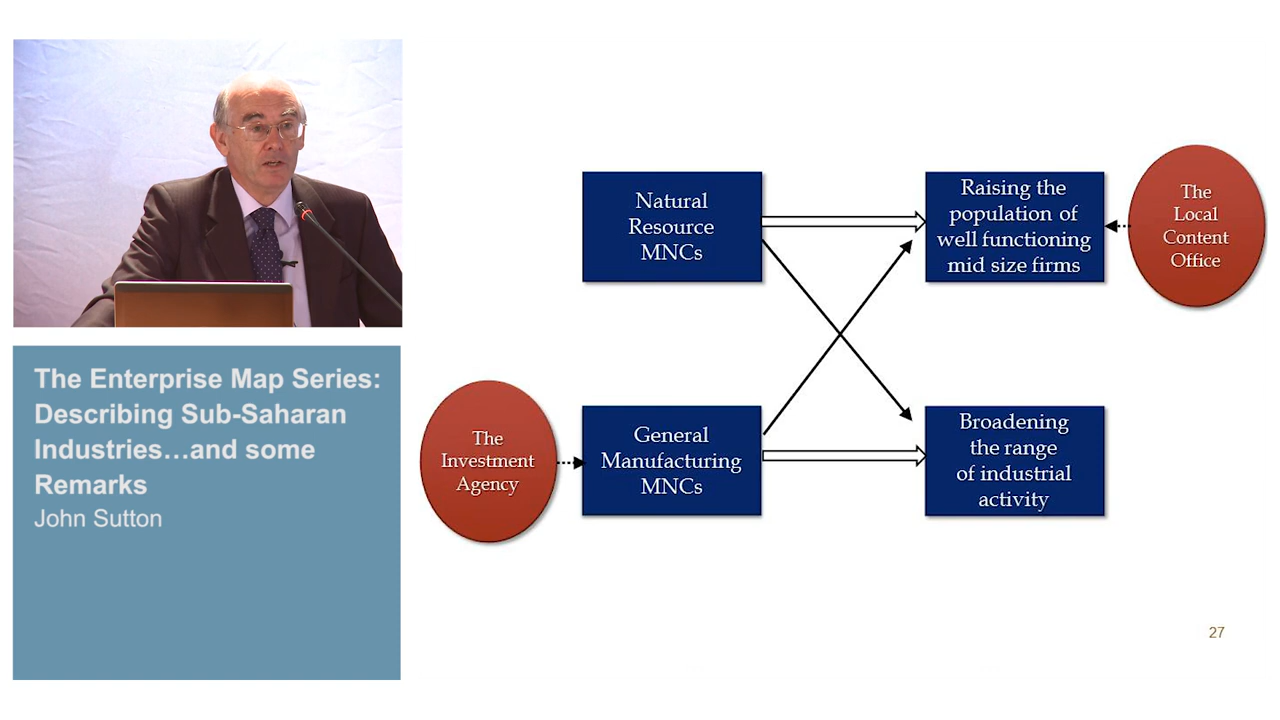 The Enterprise Map Series:
Describing Sub-Saharan
Industries…and some
Remarks
John Sutton
Natural
Resource
MNCs
Raising the
population of
well functioning
mid size firms
The
Local
Content
Office
The
Investment
Agency
General
Manufacturing
MNCs
Broadening
the range
of industrial
activity
27